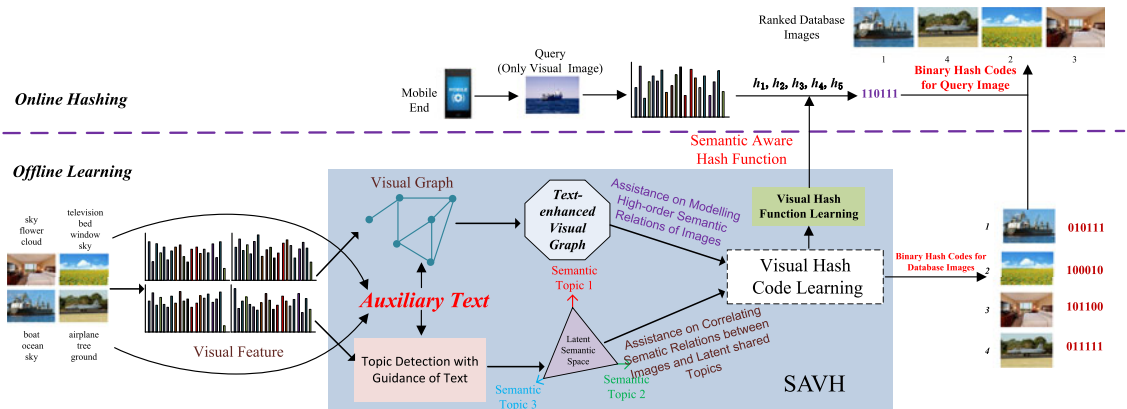 Ranked Database
Images
1
4
2
3
Query
(Only Visual Image)
Mobile
End
MOBILE
h1, h2, h3, h4, h5
110111
Binary Hash Codes
for Query Image
Online Hashing
Semantic Aware
Hash Function
Offline Learning
sky
flower
cloud
television
bed
window
sky
boat
ocean
sky
airplane
tree
ground
Visual Feature
Visual Graph
Text-
enhanced
Visual
Graph
Assistance on Modelling
High-order Semantic
Relations of Images
Visual Hash
Function Learning
Auxiliary Text
Semantic
Topic 1
Visual Hash
Code Learning
Binary Hash Codes for
Database Images
Topic Detection with
Guidance of Text
Latent
Semantic
Space
Semantic
Topic 3
Semantic
Topic 2
Assistance on Correlating
Sematic Relations between
Images and Latent shared
Topics
SAVH
1
010111
2
100010
3
101100
4
011111